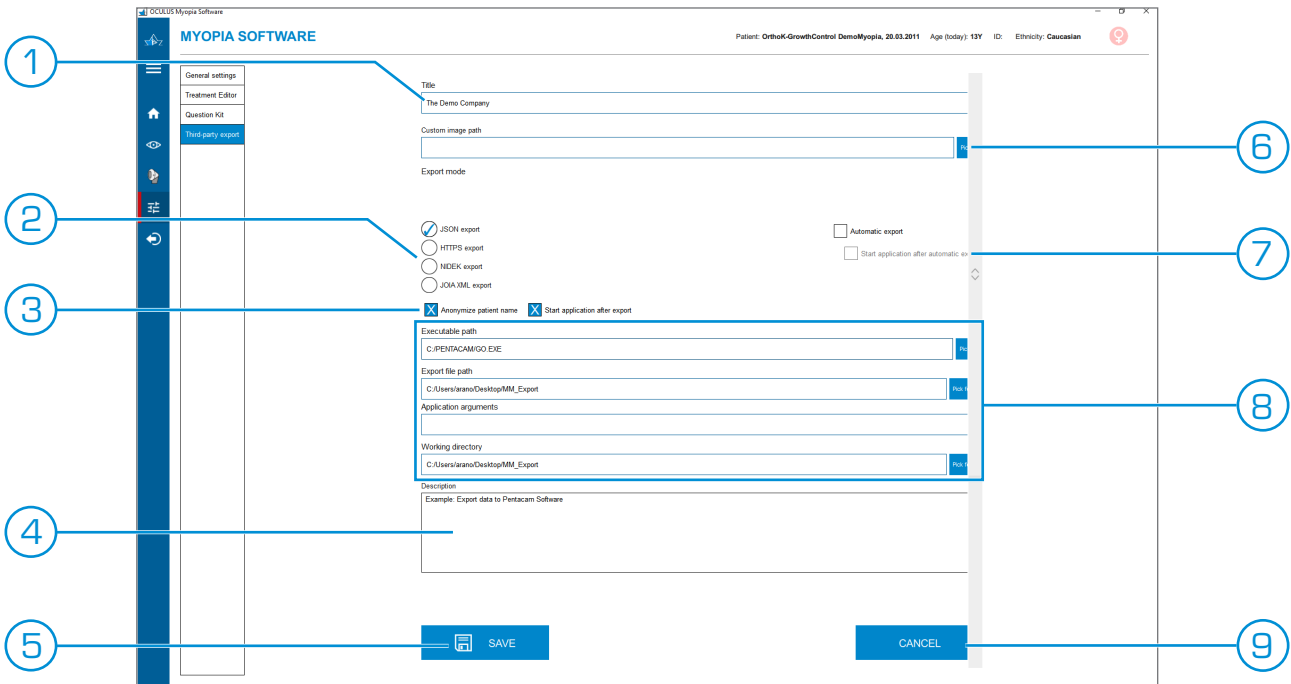 OCULUS Myopia Software
MYOPIA SOFTWARE
Patient: OrthoK-GrowthControl DemoMyopia, 20.03.2011 Age (today): 13Y ID: Ethnicity: Caucasian
1
General settings
Treatment Editor
Question Kit
Third-party export
Title
The Demo Company
Custom image path
Pic
6
Export mode
2
JSON export
HTTPS export
NIDEK export
JOIA XML export
Automatic export
Start application after automatic ex
7
3
Anonymize patient name
Start application after export
Executable path
C:/PENTACAM/GO.EXE
Pic
Export file path
C:/Users/arano/Desktop/MM_Export
Pick f
8
Application arguments
Working directory
C:/Users/arano/Desktop/MM_Export
Pick f
Description
Example: Export data to Pentacam Software
4
5
SAVE
CANCEL
9